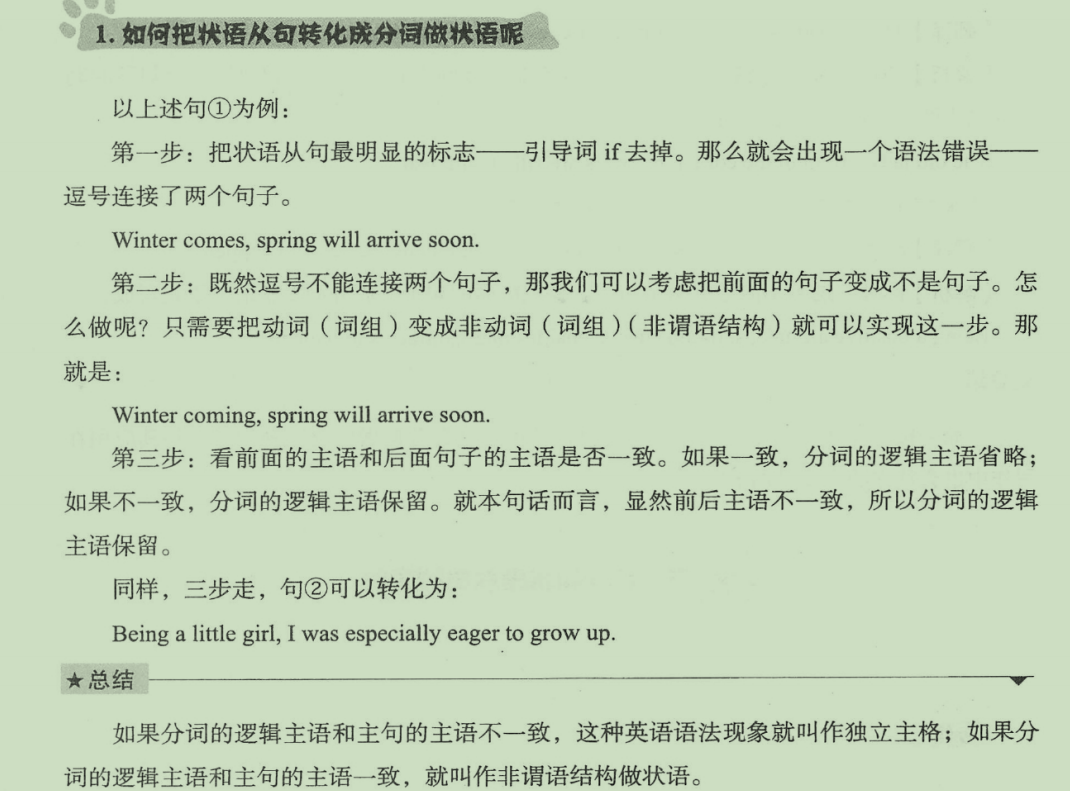 1. 如何把状语从句转化成分词做状语呢
以上述句①为例：
第一步：把状语从句最明显的标志——引导词 if 去掉。那么就会出现一个语法错误——
逗号连接了两个句子。
Winter comes, spring will arrive soon.
第二步：既然逗号不能连接两个句子，那我们可以考虑把前面的句子变成不是句子。怎
么做呢？只需要把动词（词组）变成非动词（词组）（非谓语结构）就可以实现这一步。那
就是：
Winter coming, spring will arrive soon.
第三步：看前面的主语和后面句子的主语是否一致。如果一致，分词的逻辑主语省略；
如果不一致，分词的逻辑主语保留。就本句话而言，显然前后主语不一致，所以分词的逻辑
主语保留。
同样，三步走，句②可以转化为：
Being a little girl, I was especially eager to grow up.
★总结
如果分词的逻辑主语和主句的主语不一致，这种英语语法现象就叫作独立主格；如果分
词的逻辑主语和主句的主语一致，就叫作非谓语结构做状语。